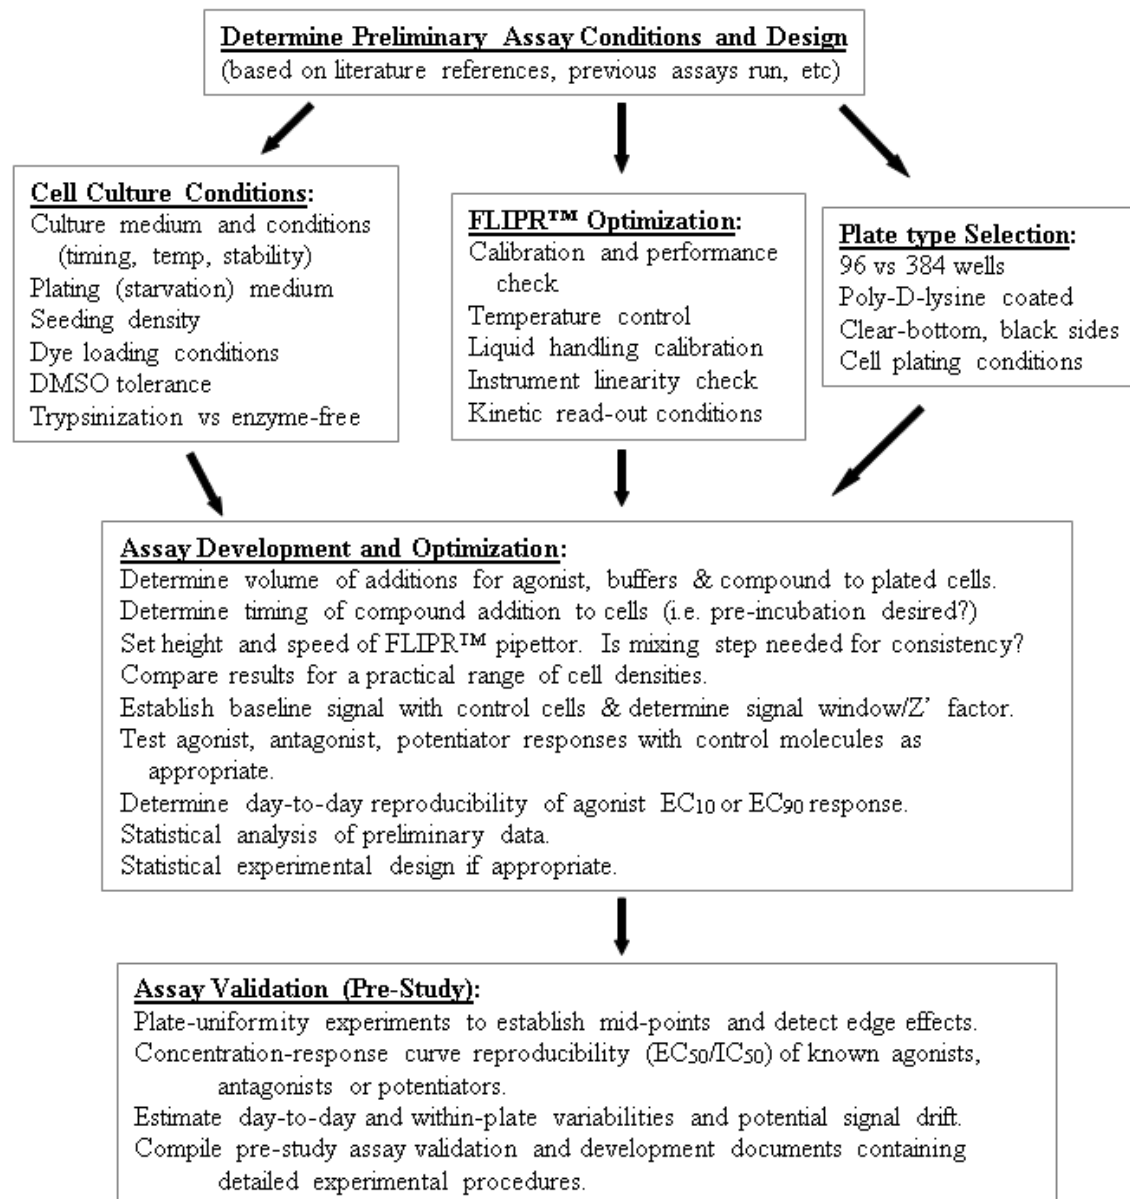 Determine Preliminary Assay Conditions and Design
(based on literature references, previous assays run, etc)
Cell Culture Conditions:
Culture medium and conditions
(timing, temp, stability)
Plating (starvation) medium
Seeding density
Dye loading conditions
DMSO tolerance
Trypsinization vs enzyme-free
FLIPR™ Optimization:
Calibration and performance
check
Temperature control
Liquid handling calibration
Instrument linearity check
Kinetic read-out conditions
Plate type Selection:
96 vs 384 wells
Poly-D-lysine coated
Clear-bottom, black sides
Cell plating conditions
Assay Development and Optimization:
Determine volume of additions for agonist, buffers & compound to plated cells.
Determine timing of compound addition to cells (i.e. pre-incubation desired?)
Set height and speed of FLIPR™ pipettor. Is mixing step needed for consistency?
Compare results for a practical range of cell densities.
Establish baseline signal with control cells & determine signal window/Z’ factor.
Test agonist, antagonist, potentiator responses with control molecules as
appropriate.
Determine day-to-day reproducibility of agonist EC10 or EC90 response.
Statistical analysis of preliminary data.
Statistical experimental design if appropriate.
Assay Validation (Pre-Study):
Plate-uniformity experiments to establish mid-points and detect edge effects.
Concentration-response curve reproducibility (EC50/IC50) of known agonists,
antagonists or potentiators.
Estimate day-to-day and within-plate variabilities and potential signal drift.
Compile pre-study assay validation and development documents containing
detailed experimental procedures.